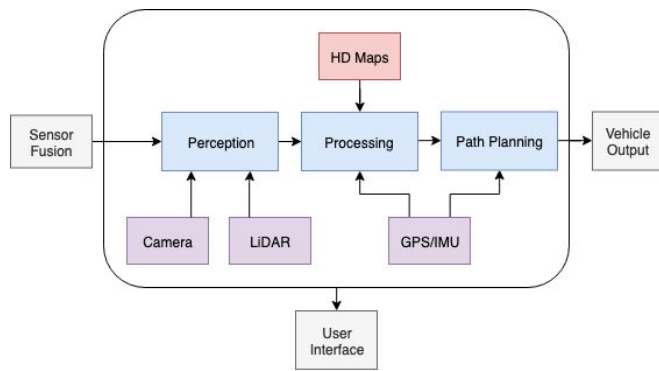 HD Maps
Sensor
Fusion
Perception
Processing
Path Planning
Vehicle
Output
Camera
LiDAR
GPS/IMU
User
Interface